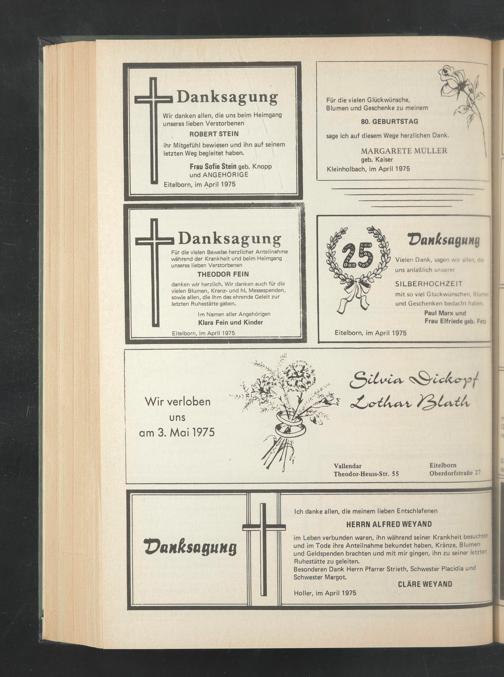 Danksagung
Wir danken allen, die uns beim Heimgang
unseres lieben Verstorbenen
ROBERT STEIN
ihr Mitgefühl bewiesen und ihn auf seinem
letzten Weg begleitet haben.
Frau Sofie Stein geb. Knopp
und ANGEHÖRIGE
Eitelborn, im April 1975
Für die vielen Glückwünsche,
Blumen und Geschenke zu meinem
80. GEBURTSTAG
sage ich auf diesem Wege herzlichen Dank.
MARGARETE MÜLLER
geb. Kaiser
Kleinholbach, im April 1975
Danksagung
Für die vielen Beweise herzlicher Anteilnahme
während der Krankheit und beim Heimgang
unseres lieben Verstorbenen
THEODOR FEIN
danken wir herzlich. Wir danken auch für die
vielen Blumen, Kranz- und hl. Messespenden,
sowie allen, die ihm das ehrende Geleit zur
letzten Ruhestätte gaben.
Im Namen aller Angehörigen
Klara Fein und Kinder
Eitelborn, im April 1975
25
Danksagung
Vielen Dank, sagen wir allen, die
uns anläßlich unserer
SILBERHOCHZEIT
mit so viel Glückwünschen, Blumen
und Geschenken bedacht haben.
Paul Marx und
Frau Elfriede geb. Fetz
Eitelborn, im April 1975
Wir verloben
uns
am 3. Mai 1975
Silvia Dickopf
Lothar Blath
Vallendar
Theodor-Heuss-Str. 55
Eitelborn
Oberdorfstraße 27
Danksagung
Ich danke allen, die meinem lieben Entschlafenen
HERRN ALFRED WEYAND
im Leben verbunden waren, ihn während seiner Krankheit besuchten
und im Tode ihre Anteilnahme bekundet haben, Kränze, Blumen
und Geldspenden brachten und mit mir gingen, ihn zu seiner letzten
Ruhestätte zu geleiten.
Besonderen Dank Herrn Pfarrer Strieth, Schwester Placidia und
Schwester Margot.
CLÄRE WEYAND
Holler, im April 1975